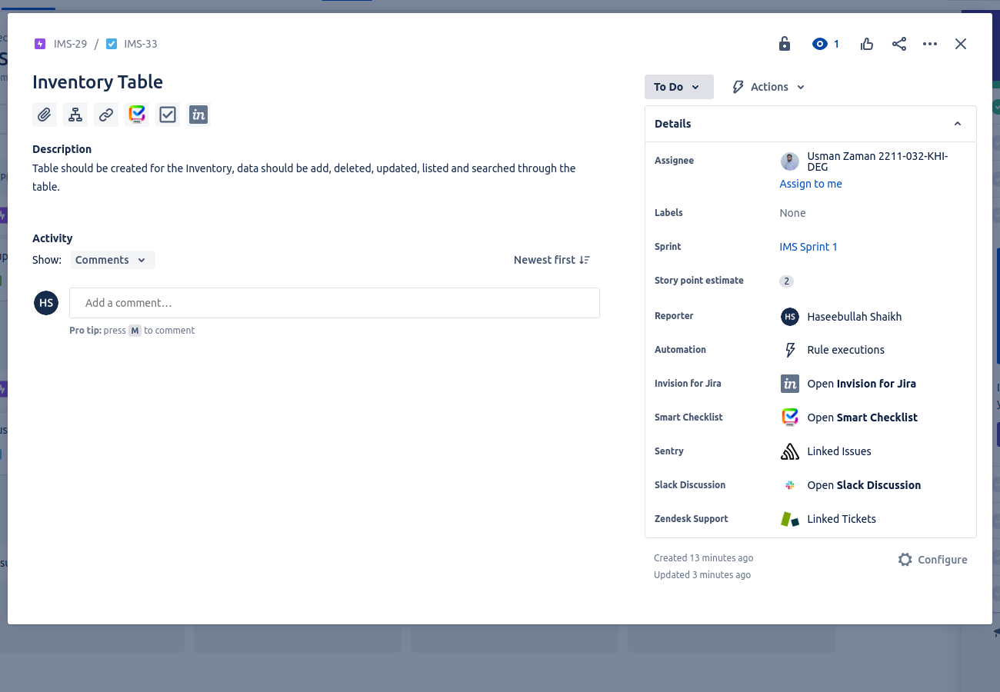 IMS-29 / IMS-33
1
Inventory Table
To Do
Actions
Details
Description
Table should be created for the Inventory, data should be add, deleted, updated, listed and searched through the
table.
Activity
Show: Comments
Newest first
HS
Add a comment…
Pro tip: press M to comment
Assignee
Usman Zaman 2211-032-KHI-
DEG
Assign to me
Labels
None
Sprint
IMS Sprint 1
Story point estimate
2
Reporter
HS Haseebullah Shaikh
Automation
Rule executions
Invision for Jira
in Open Invision for Jira
Smart Checklist
Open Smart Checklist
Sentry
Linked Issues
Slack Discussion
Open Slack Discussion
Zendesk Support
Linked Tickets
Created 13 minutes ago
Updated 3 minutes ago
Configure